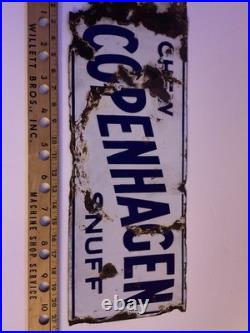 CHEW
COPENHAGEN
SNUFF
WILLETT BROS., INC.
MACHINE SHOP SERVICE